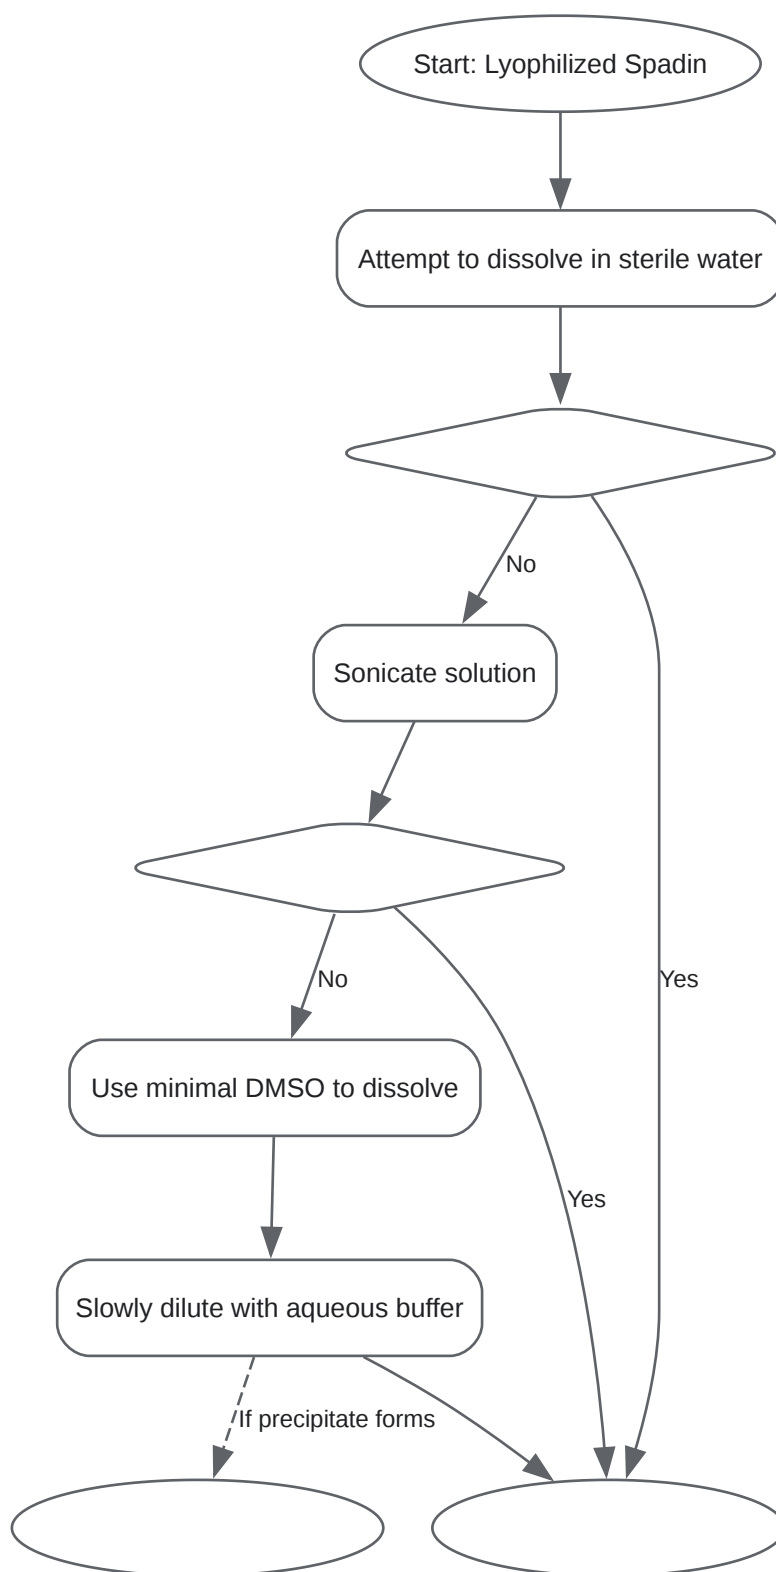 Start: Lyophilized Spadin
Attempt to dissolve in sterile water
No
Sonicate solution
No
Yes
Use minimal DMSO to dissolve
Yes
Slowly dilute with aqueous buffer
If precipitate forms